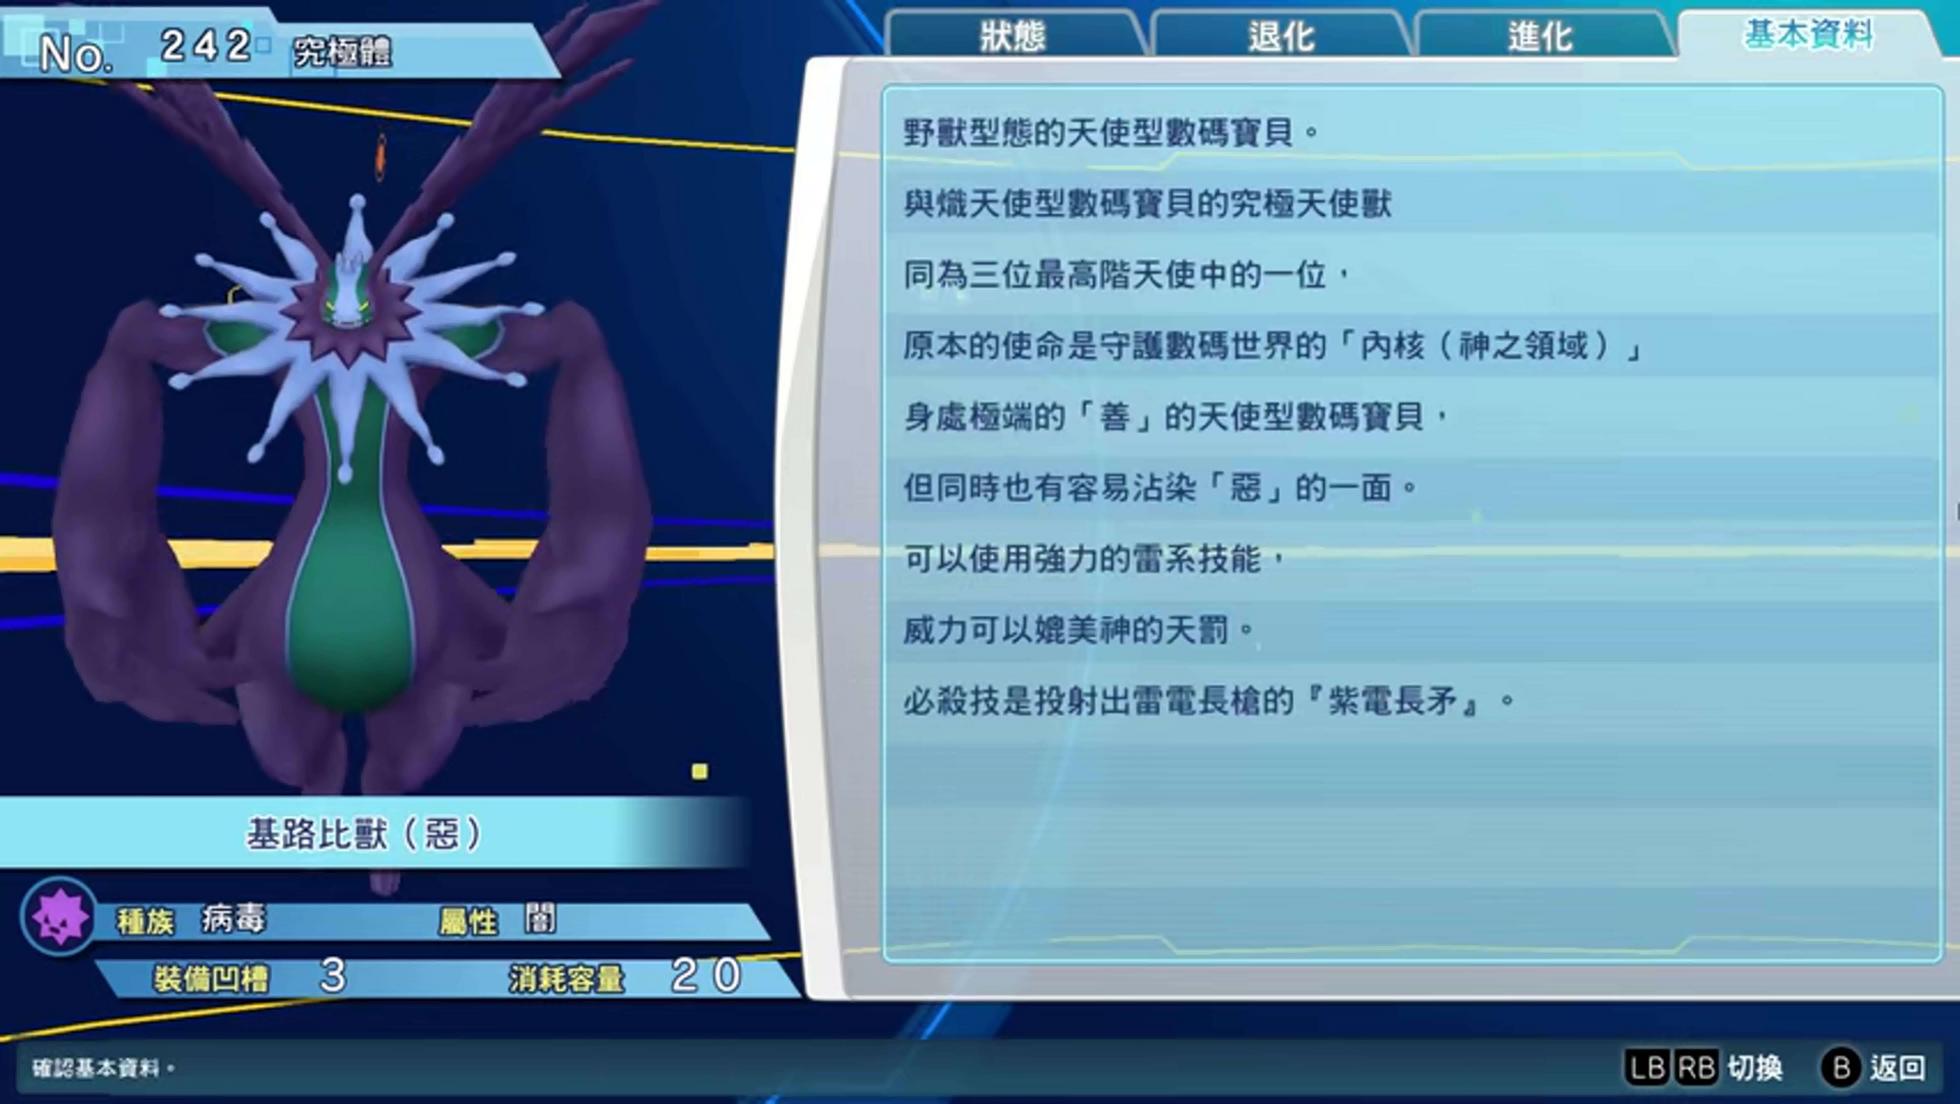 No. 242 究極體
狀態
退化
進化
基本資料
野獸型態的天使型數碼寶貝。
與熾天使型數碼寶貝的究極天使獸
同為三位最高階天使中的一位，
原本的使命是守護數碼世界的「內核（神之領域）」
身處極端的「善」的天使型數碼寶貝，
但同時也有容易沾染「惡」的一面。
可以使用強力的雷系技能，
威力可以媲美神的天罰。
必殺技是投射出雷電長槍的『紫電長矛』。
基路比獸（惡）
種族 病毒 屬性 闇
裝備凹槽 3 消耗容量 20
確認基本資料。
LB RB 切換 B 返回